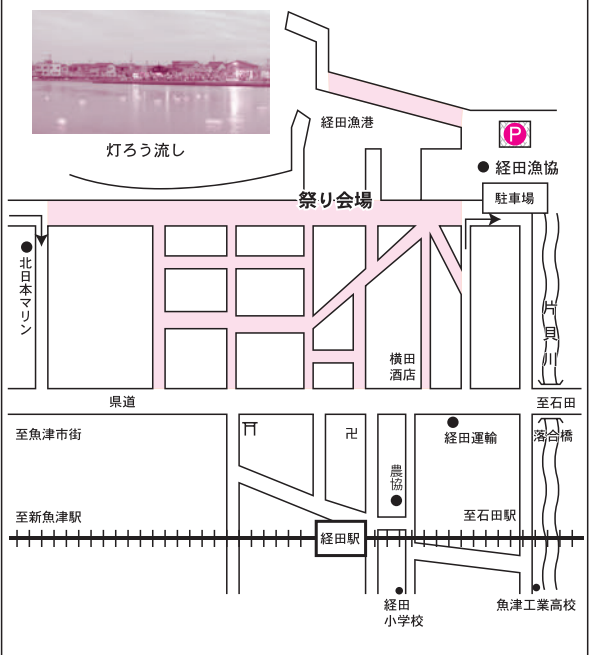 灯ろう流し
経田漁港
P
経田漁協
祭り会場
駐車場
北日本マリン
片貝川
横田
酒店
県道
至石田
至魚津市街
卍
経田運輸
落合橋
農協
至新魚津駅
至石田駅
経田駅
経田
小学校
魚津工業高校